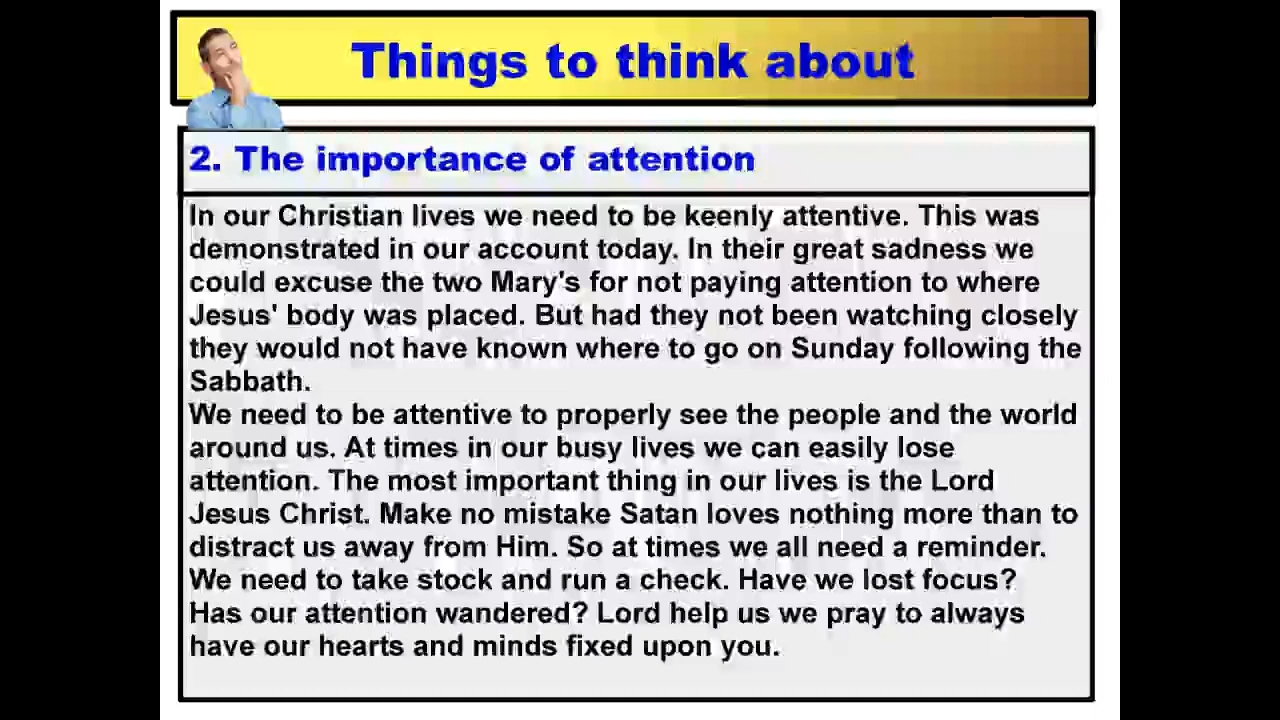 Things to think about
2. The importance of attention
In our Christian lives we need to be keenly attentive. This was
demonstrated in our account today. In their great sadness we
could excuse the two Mary's for not paying attention to where
Jesus' body was placed. But had they not been watching closely
they would not have known where to go on Sunday following the
Sabbath.
We need to be attentive to properly see the people and the world
around us. At times in our busy lives we can easily lose
attention. The most important thing in our lives is the Lord
Jesus Christ. Make no mistake Satan loves nothing more than to
distract us away from Him. So at times we all need a reminder.
We need to take stock and run a check. Have we lost focus?
Has our attention wandered? Lord help us we pray to always
have our hearts and minds fixed upon you.